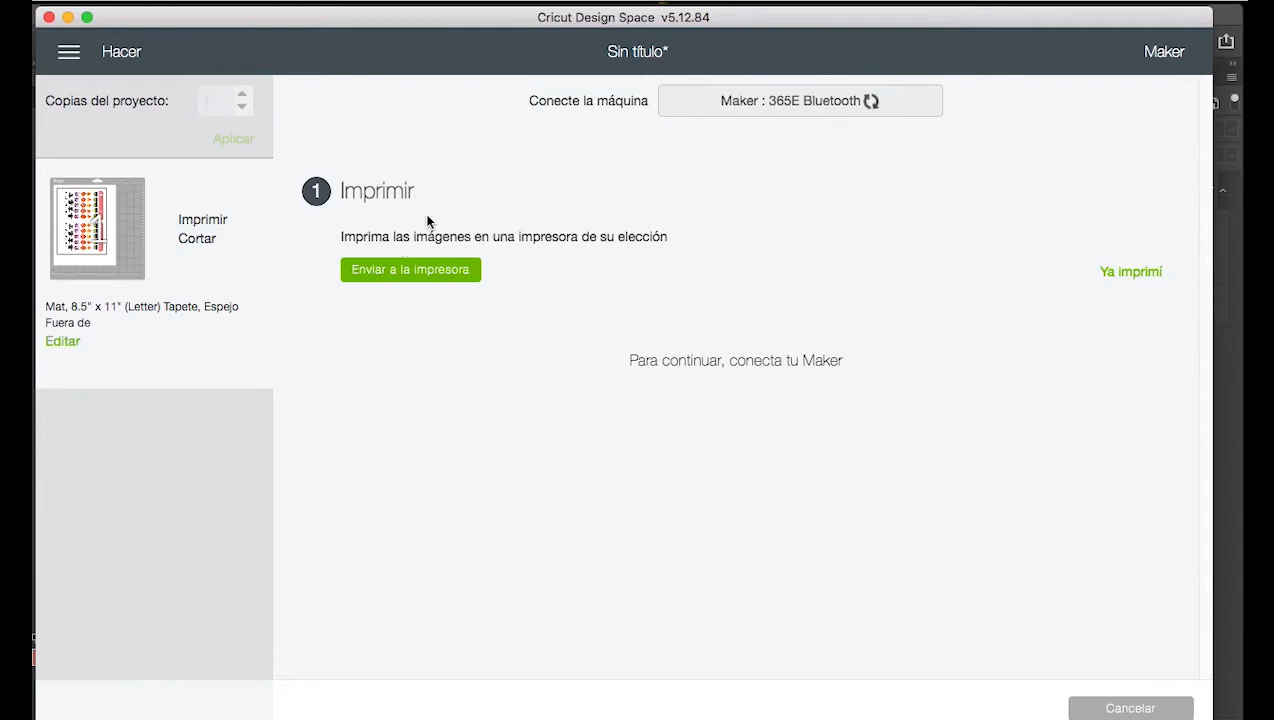 Cricut Design Space v5.12.84
Hacer
Sin título*
Maker
Copias del proyecto:
1
Aplicar
Conecte la máquina
Maker : 365E Bluetooth
1
Imprimir
Imprimir
Cortar
Imprima las imágenes en una impresora de su elección
Enviar a la impresora
Ya imprimí
Mat, 8.5" x 11" (Letter) Tapete, Espejo
Fuera de
Editar
Para continuar, conecta tu Maker
Cancelar